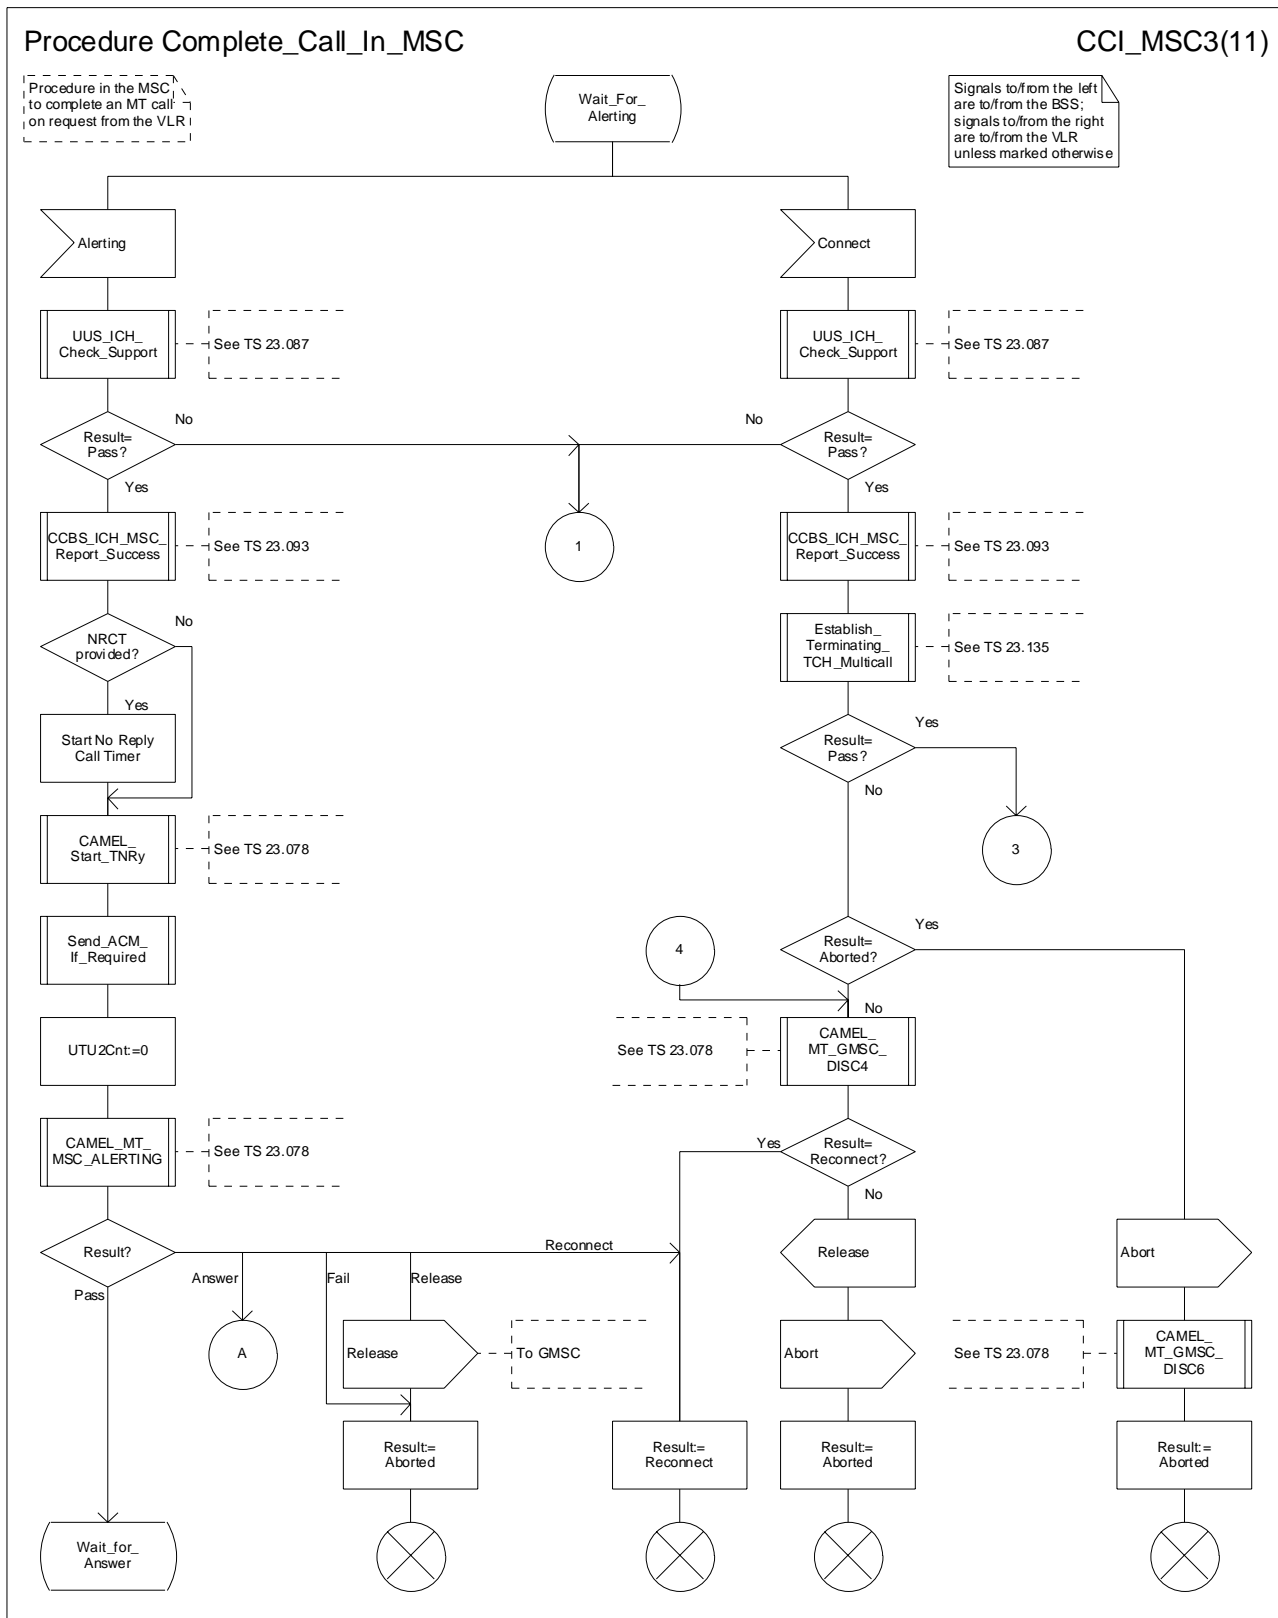 Procedure Complete_Call_In_MSC
CCI_MSC3(11)
Procedure in the MSC
to complete an MT call
on request from the VLR
Wait_For_
Alerting
Signals to/from the left
are to/from the BSS;
signals to/from the right
are to/from the VLR
unless marked otherwise
Alerting
Connect
UUS_ICH_
Check_Support
See TS 23.087
UUS_ICH_
Check_Support
See TS 23.087
No
No
Result=
Pass?
Result=
Pass?
Yes
Yes
CCBS_ICH_MSC_
Report_Success
See TS 23.093
1
CCBS_ICH_MSC_
Report_Success
See TS 23.093
No
NRCT
provided?
Establish_
Terminating_
TCH_Multicall
See TS 23.135
Yes
Yes
Start No Reply
Call Timer
Result=
Pass?
No
CAMEL_
Start_TNRy
See TS 23.078
3
Yes
Send_ACM_
If_Required
4
Result=
Aborted?
No
UTU2Cnt:=0
See TS 23.078
CAMEL_
MT_GMSC_
DISC4
CAMEL_MT_
MSC_ALERTING
See TS 23.078
Yes
Result=
Reconnect?
No
Result?
Reconnect
Release
Abort
Answer
Fail
Release
Pass
A
Release
To GMSC
Abort
See TS 23.078
CAMEL_
MT_GMSC_
DISC6
Result:=
Aborted
Result:=
Reconnect
Result:=
Aborted
Result:=
Aborted
Wait_for_
Answer